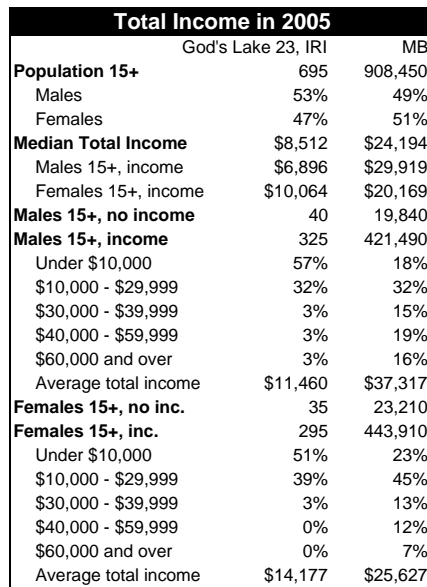 Total Income in 2005
God's Lake 23, IRI MB
Population 15+ 695 908,450
Males 53% 49%
Females 47% 51%
Median Total Income $8,512 $24,194
Males 15+, income $6,896 $29,919
Females 15+, income $10,064 $20,169
Males 15+, no income 40 19,840
Males 15+, income 325 421,490
Under $10,000 57% 18%
$10,000 - $29,999 32% 32%
$30,000 - $39,999 3% 15%
$40,000 - $59,999 3% 19%
$60,000 and over 3% 16%
Average total income $11,460 $37,317
Females 15+, no inc. 35 23,210
Females 15+, inc. 295 443,910
Under $10,000 51% 23%
$10,000 - $29,999 39% 45%
$30,000 - $39,999 3% 13%
$40,000 - $59,999 0% 12%
$60,000 and over 0% 7%
Average total income $14,177 $25,627